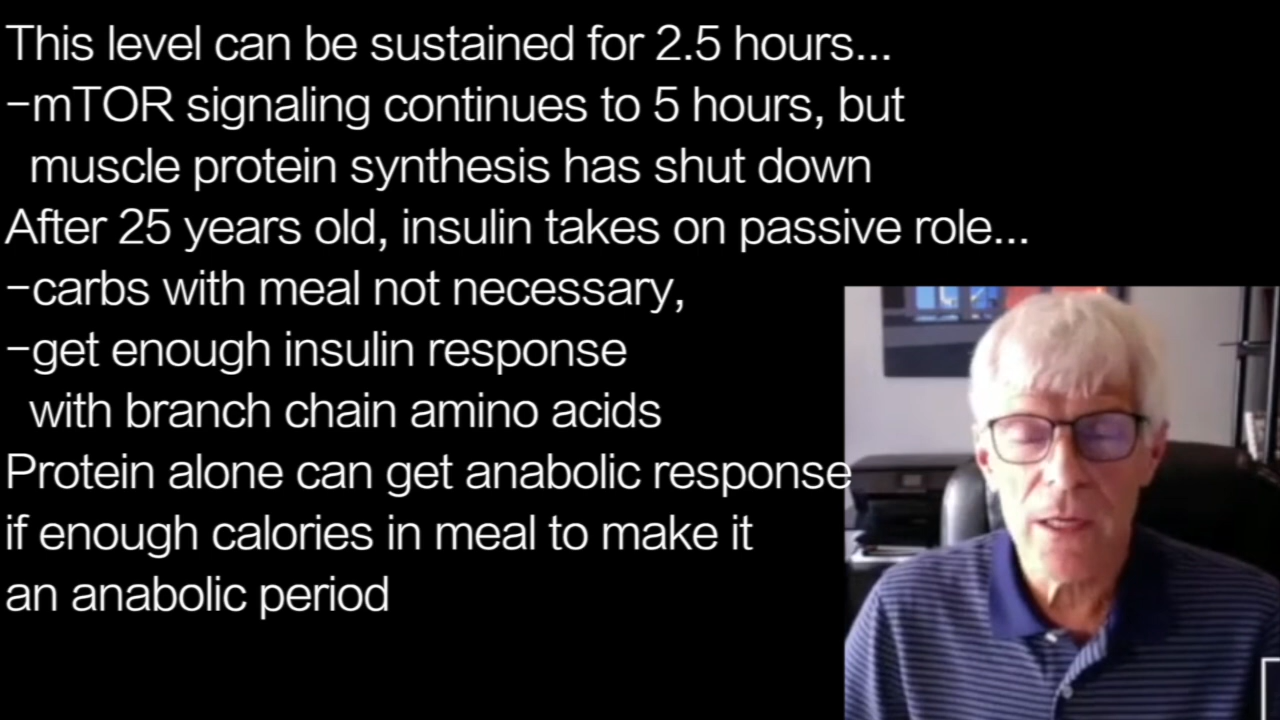 This level can be sustained for 2.5 hours...
-mTOR signaling continues to 5 hours, but
muscle protein synthesis has shut down
After 25 years old, insulin takes on passive role...
-carbs with meal not necessary,
-get enough insulin response
with branch chain amino acids
Protein alone can get anabolic response
if enough calories in meal to make it
an anabolic period